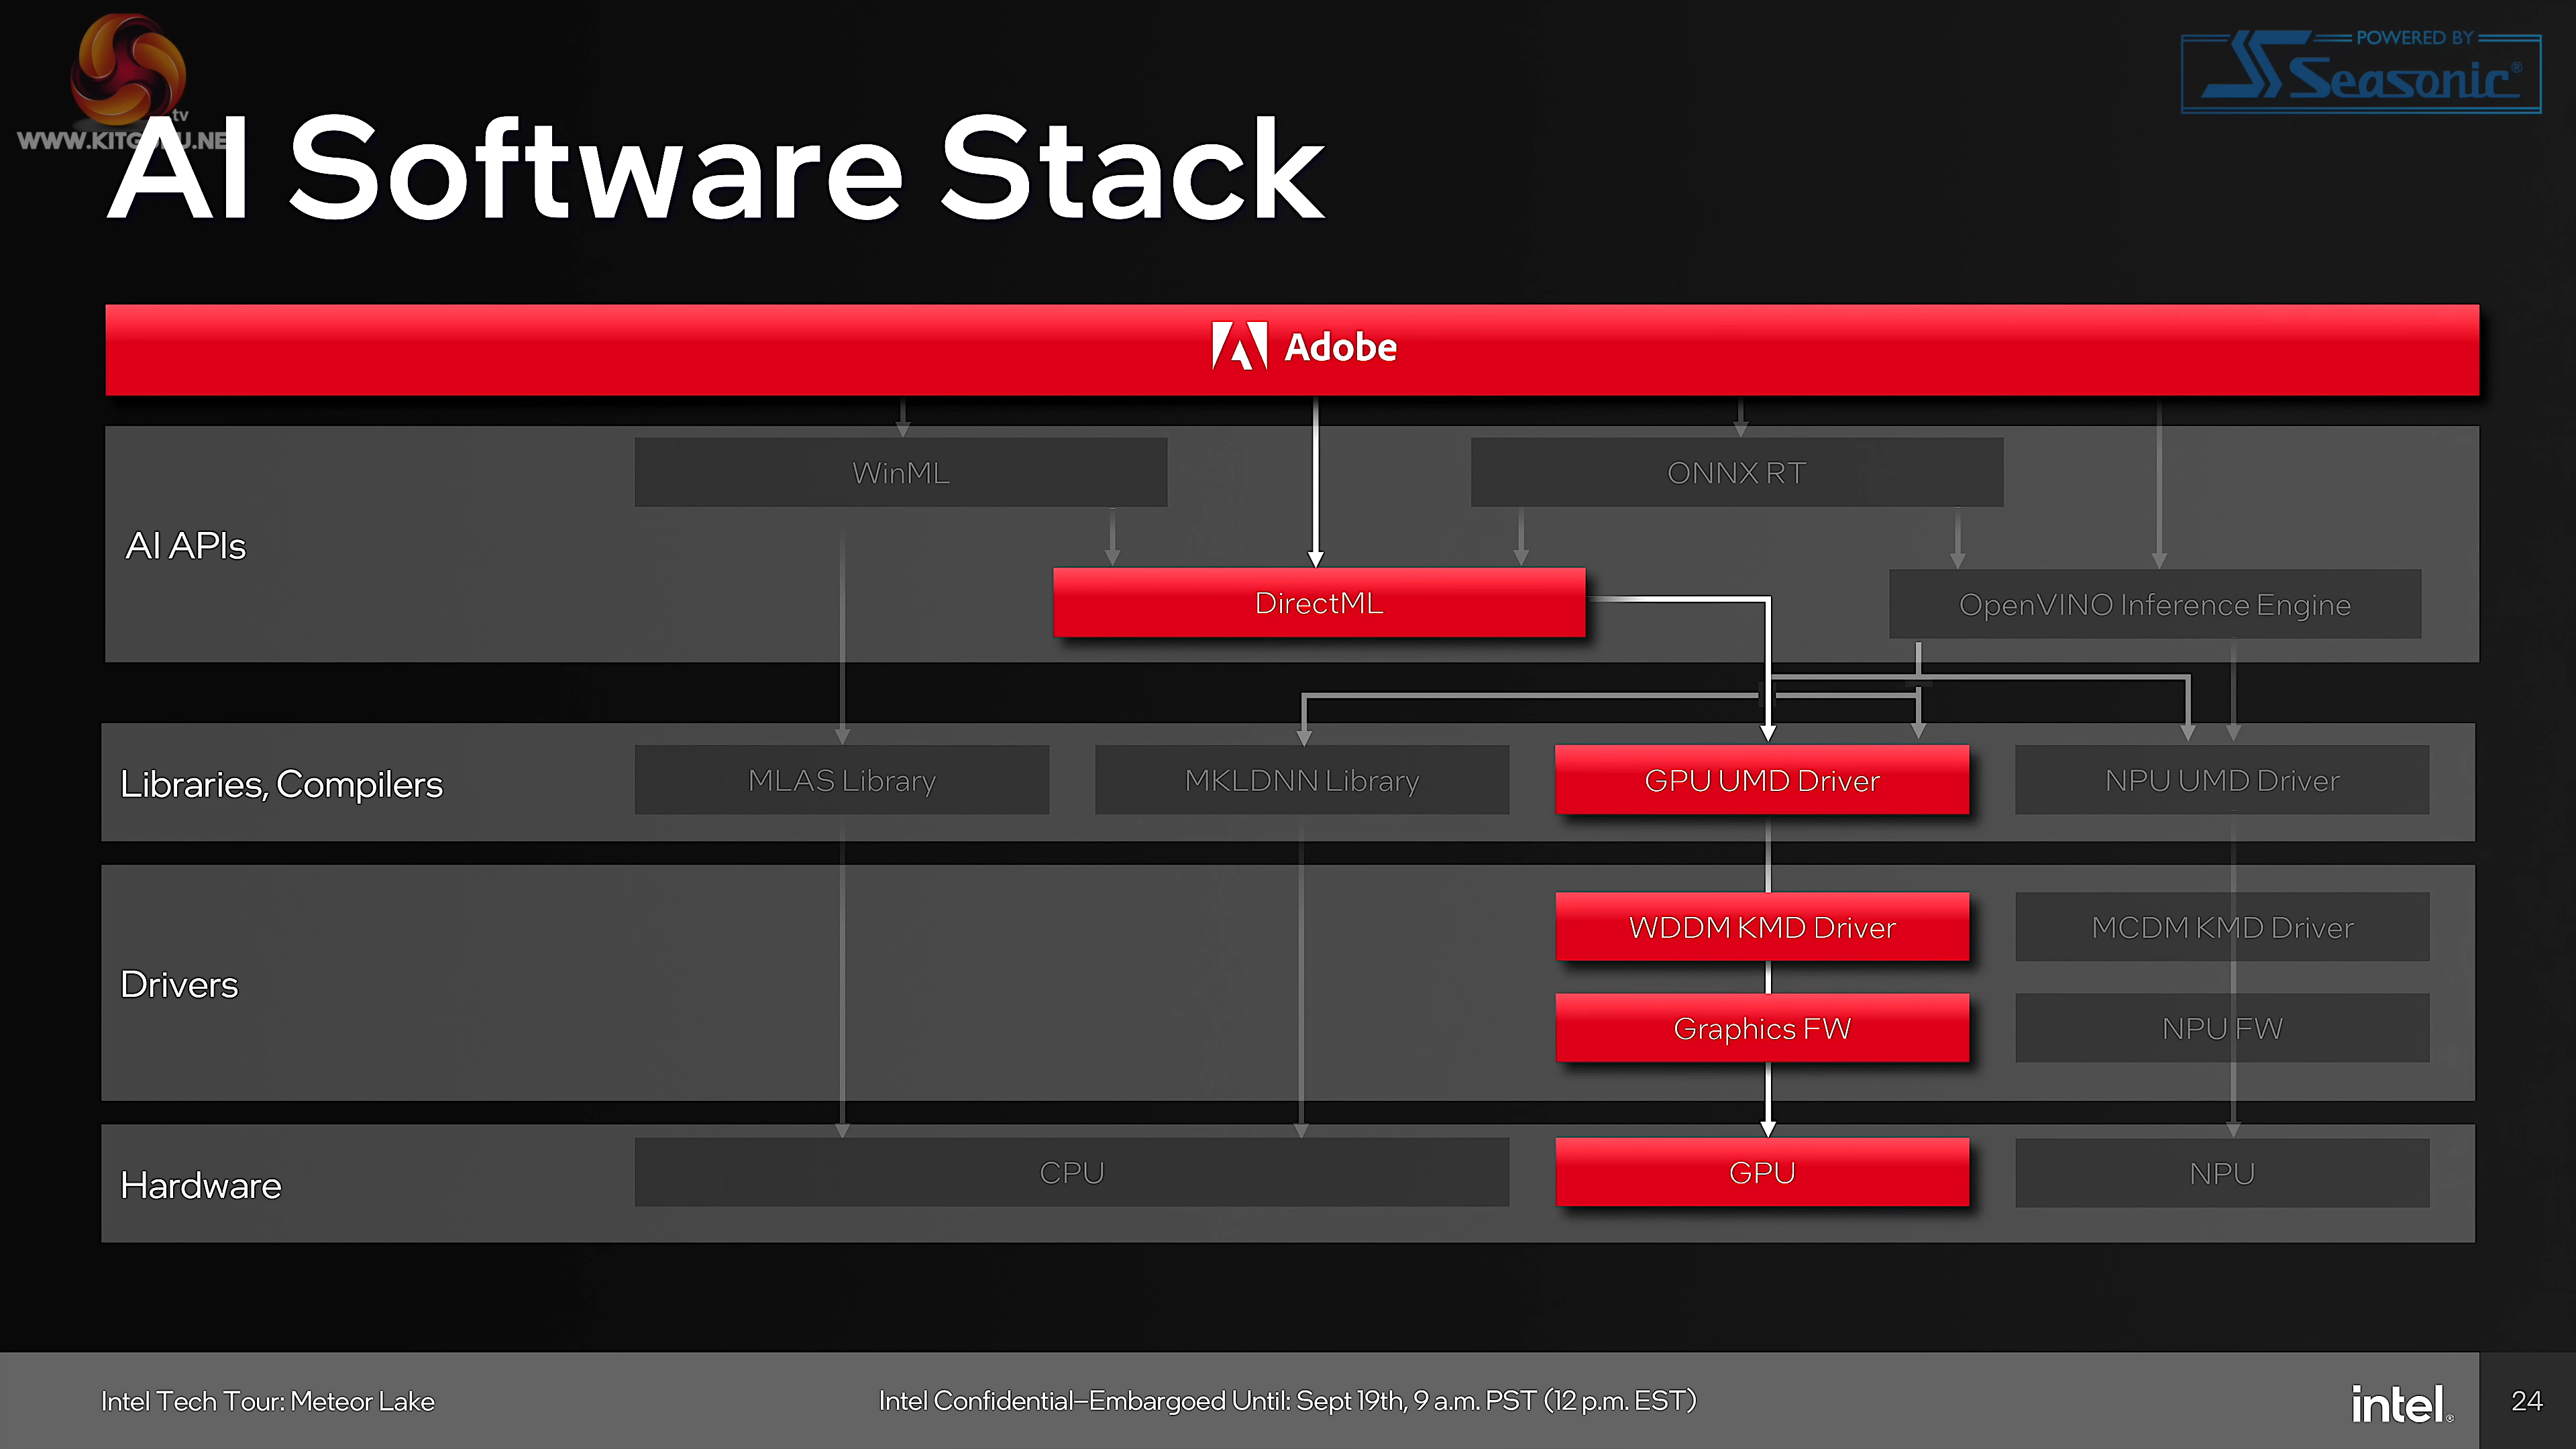 tv
WWW.KITGURU.NE
POWERED BY
Seasonic®
AI Software Stack
Adobe
AI APIs
WinML
ONNX RT
DirectML
OpenVINO Inference Engine
Libraries, Compilers
MLAS Library
MKLDNN Library
GPU UMD Driver
NPU UMD Driver
Drivers
WDDM KMD Driver
MCDM KMD Driver
Graphics FW
NPU FW
Hardware
CPU
GPU
NPU
Intel Tech Tour: Meteor Lake
Intel Confidential–Embargoed Until: Sept 19th, 9 a.m. PST (12 p.m. EST)
intel®
24